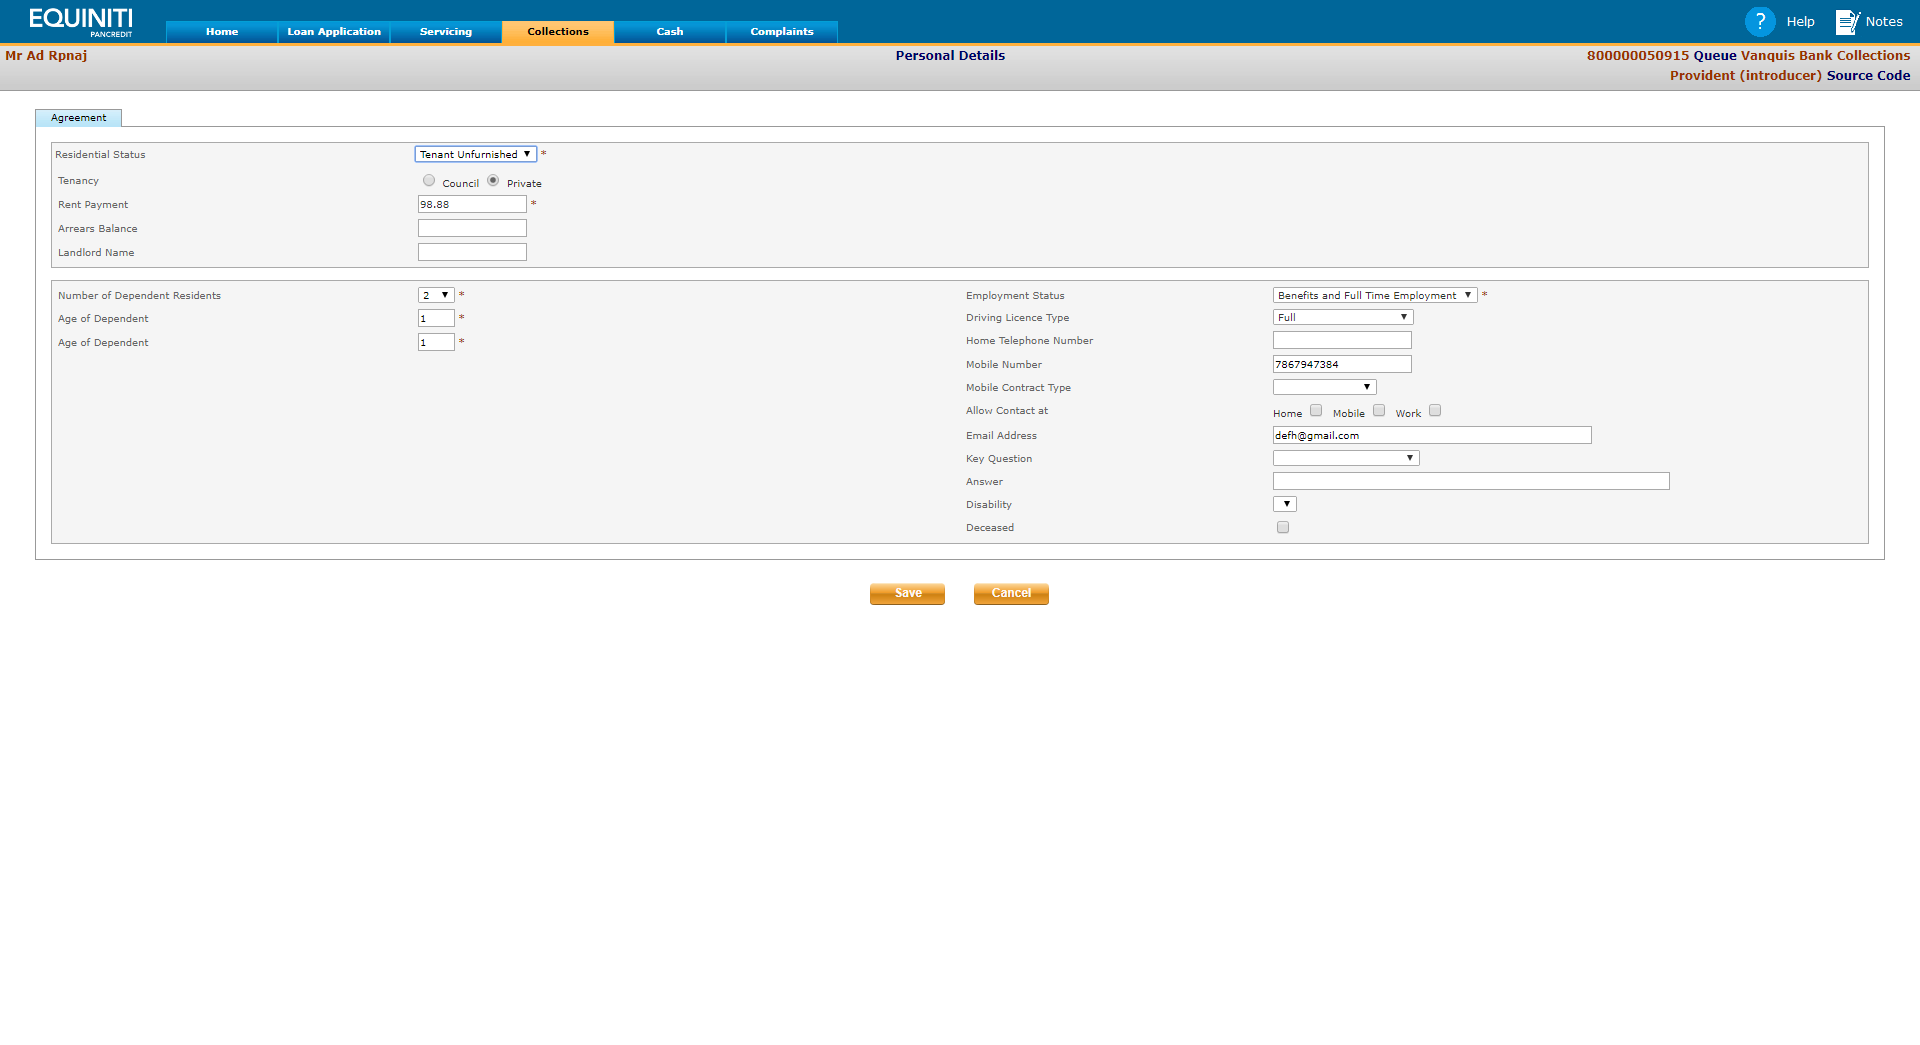 EQUINITI
PANCREDIT
Home Loan Application Servicing Collections Cash Complaints
? Help Notes
Mr Ad Rpnaj Personal Details 800000050915 Queue Vanquis Bank Collections
Provident (introducer) Source Code
Agreement
Residential Status Tenant Unfurnished *
Tenancy Council Private
Rent Payment 98.88 *
Arrears Balance
Landlord Name
Number of Dependent Residents 2 * Employment Status Benefits and Full Time Employment *
Age of Dependent 1 * Driving Licence Type Full
Age of Dependent 1 * Home Telephone Number
Mobile Number 7867947384
Mobile Contract Type
Allow Contact at Home Mobile Work
Email Address defh@gmail.com
Key Question
Answer
Disability
Deceased
Save Cancel